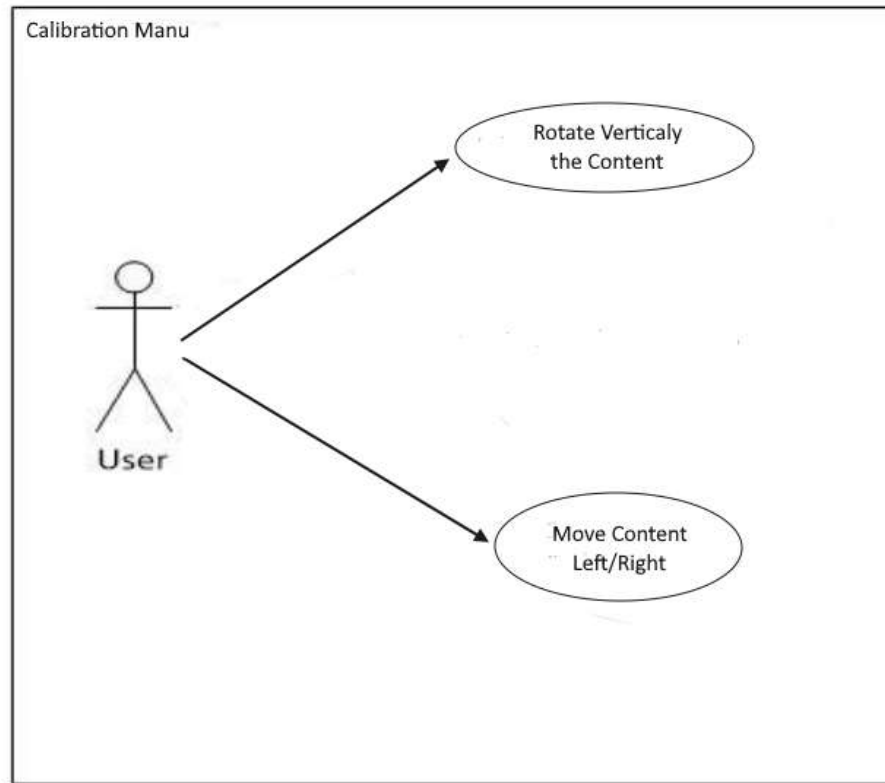 Calibration Manu
Rotate Verticaly
the Content
User
Move Content
Left/Right